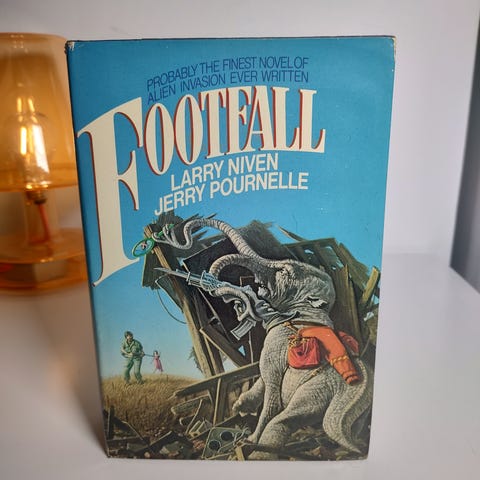 PROBABLY THE FINEST NOVEL OF
ALIEN INVASION EVER WRITTEN
FOOTFALL
LARRY NIVEN
JERRY POURNELLE